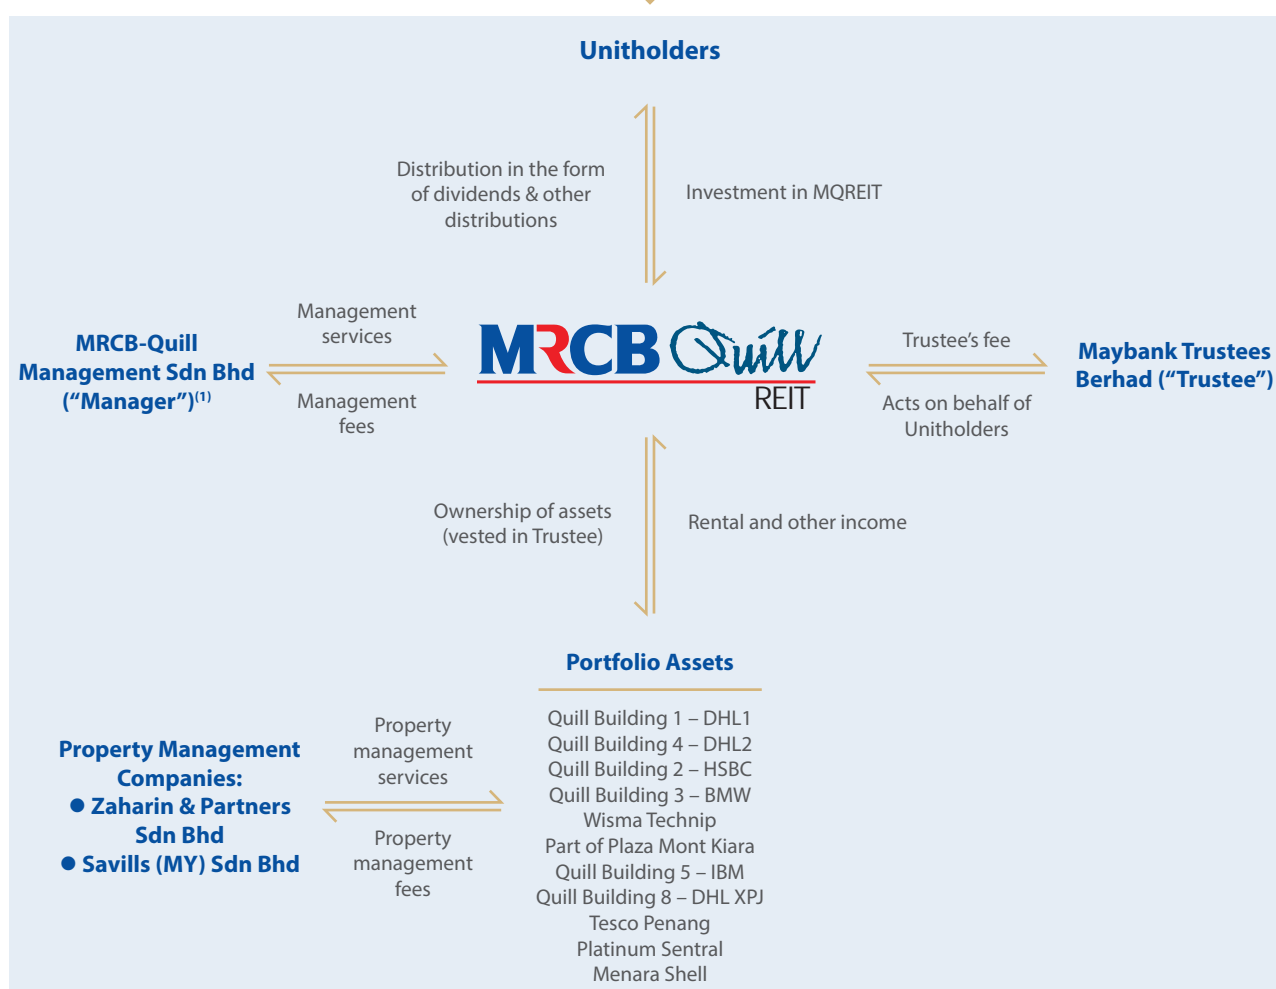 Unitholders
Distribution in the form
of dividends & other
distributions
Investment in MQREIT
Management
services
MRCB-Quill
Management Sdn Bhd
(“Manager”)(1)
Management
fees
MRCB Quill
REIT
Trustee’s fee
Acts on behalf of
Unitholders
Maybank Trustees
Berhad (“Trustee”)
Ownership of assets
(vested in Trustee)
Rental and other income
Portfolio Assets
Quill Building 1 – DHL1
Quill Building 4 – DHL2
Quill Building 2 – HSBC
Quill Building 3 – BMW
Wisma Technip
Part of Plaza Mont Kiara
Quill Building 5 – IBM
Quill Building 8 – DHL XPJ
Tesco Penang
Platinum Sentral
Menara Shell
Property Management
Companies:
● Zaharin & Partners
Sdn Bhd
● Savills (MY) Sdn Bhd
Property
management
services
Property
management
fees